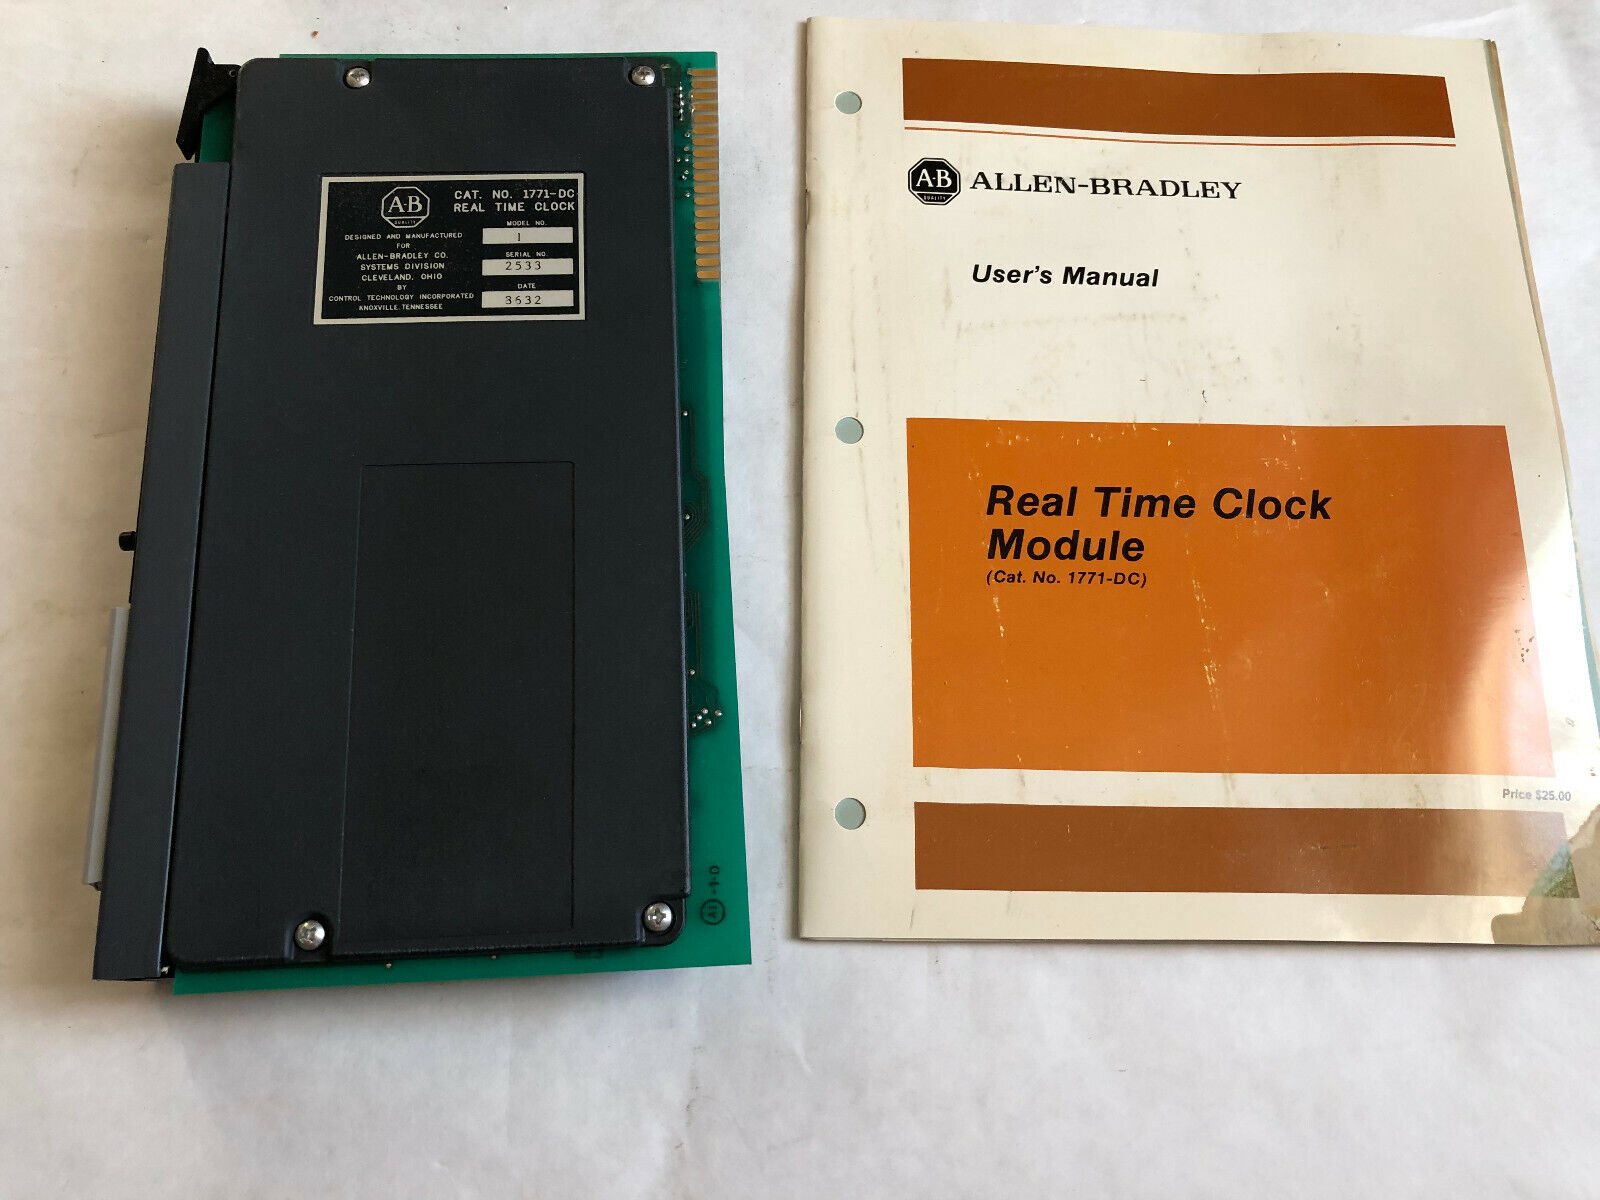 A-B
QUALITY
CAT. NO. 1771-DC
REAL TIME CLOCK
MODEL NO.
1
SERIAL NO.
2533
DATE
3632
DESIGNED AND MANUFACTURED
FOR
ALLEN-BRADLEY CO.
SYSTEMS DIVISION
CLEVELAND, OHIO
BY
CONTROL TECHNOLOGY INCORPORATED
KNOXVILLE, TENNESSEE
-1-D
A-B
QUALITY
ALLEN-BRADLEY
User's Manual
Real Time Clock
Module
(Cat. No. 1771-DC)
Price $25.00